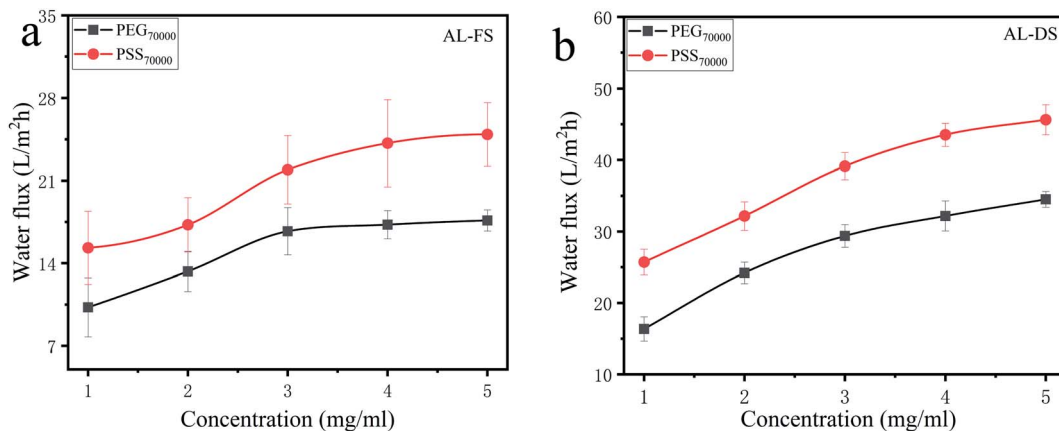 a
PEG70000
PSS70000
AL-FS
35
28
21
14
7
Water flux (L/m²h)
1 2 3 4 5
Concentration (mg/ml)
b
PEG70000
PSS70000
AL-DS
60
50
40
30
20
10
Water flux (L/m²h)
1 2 3 4 5
Concentration (mg/ml)